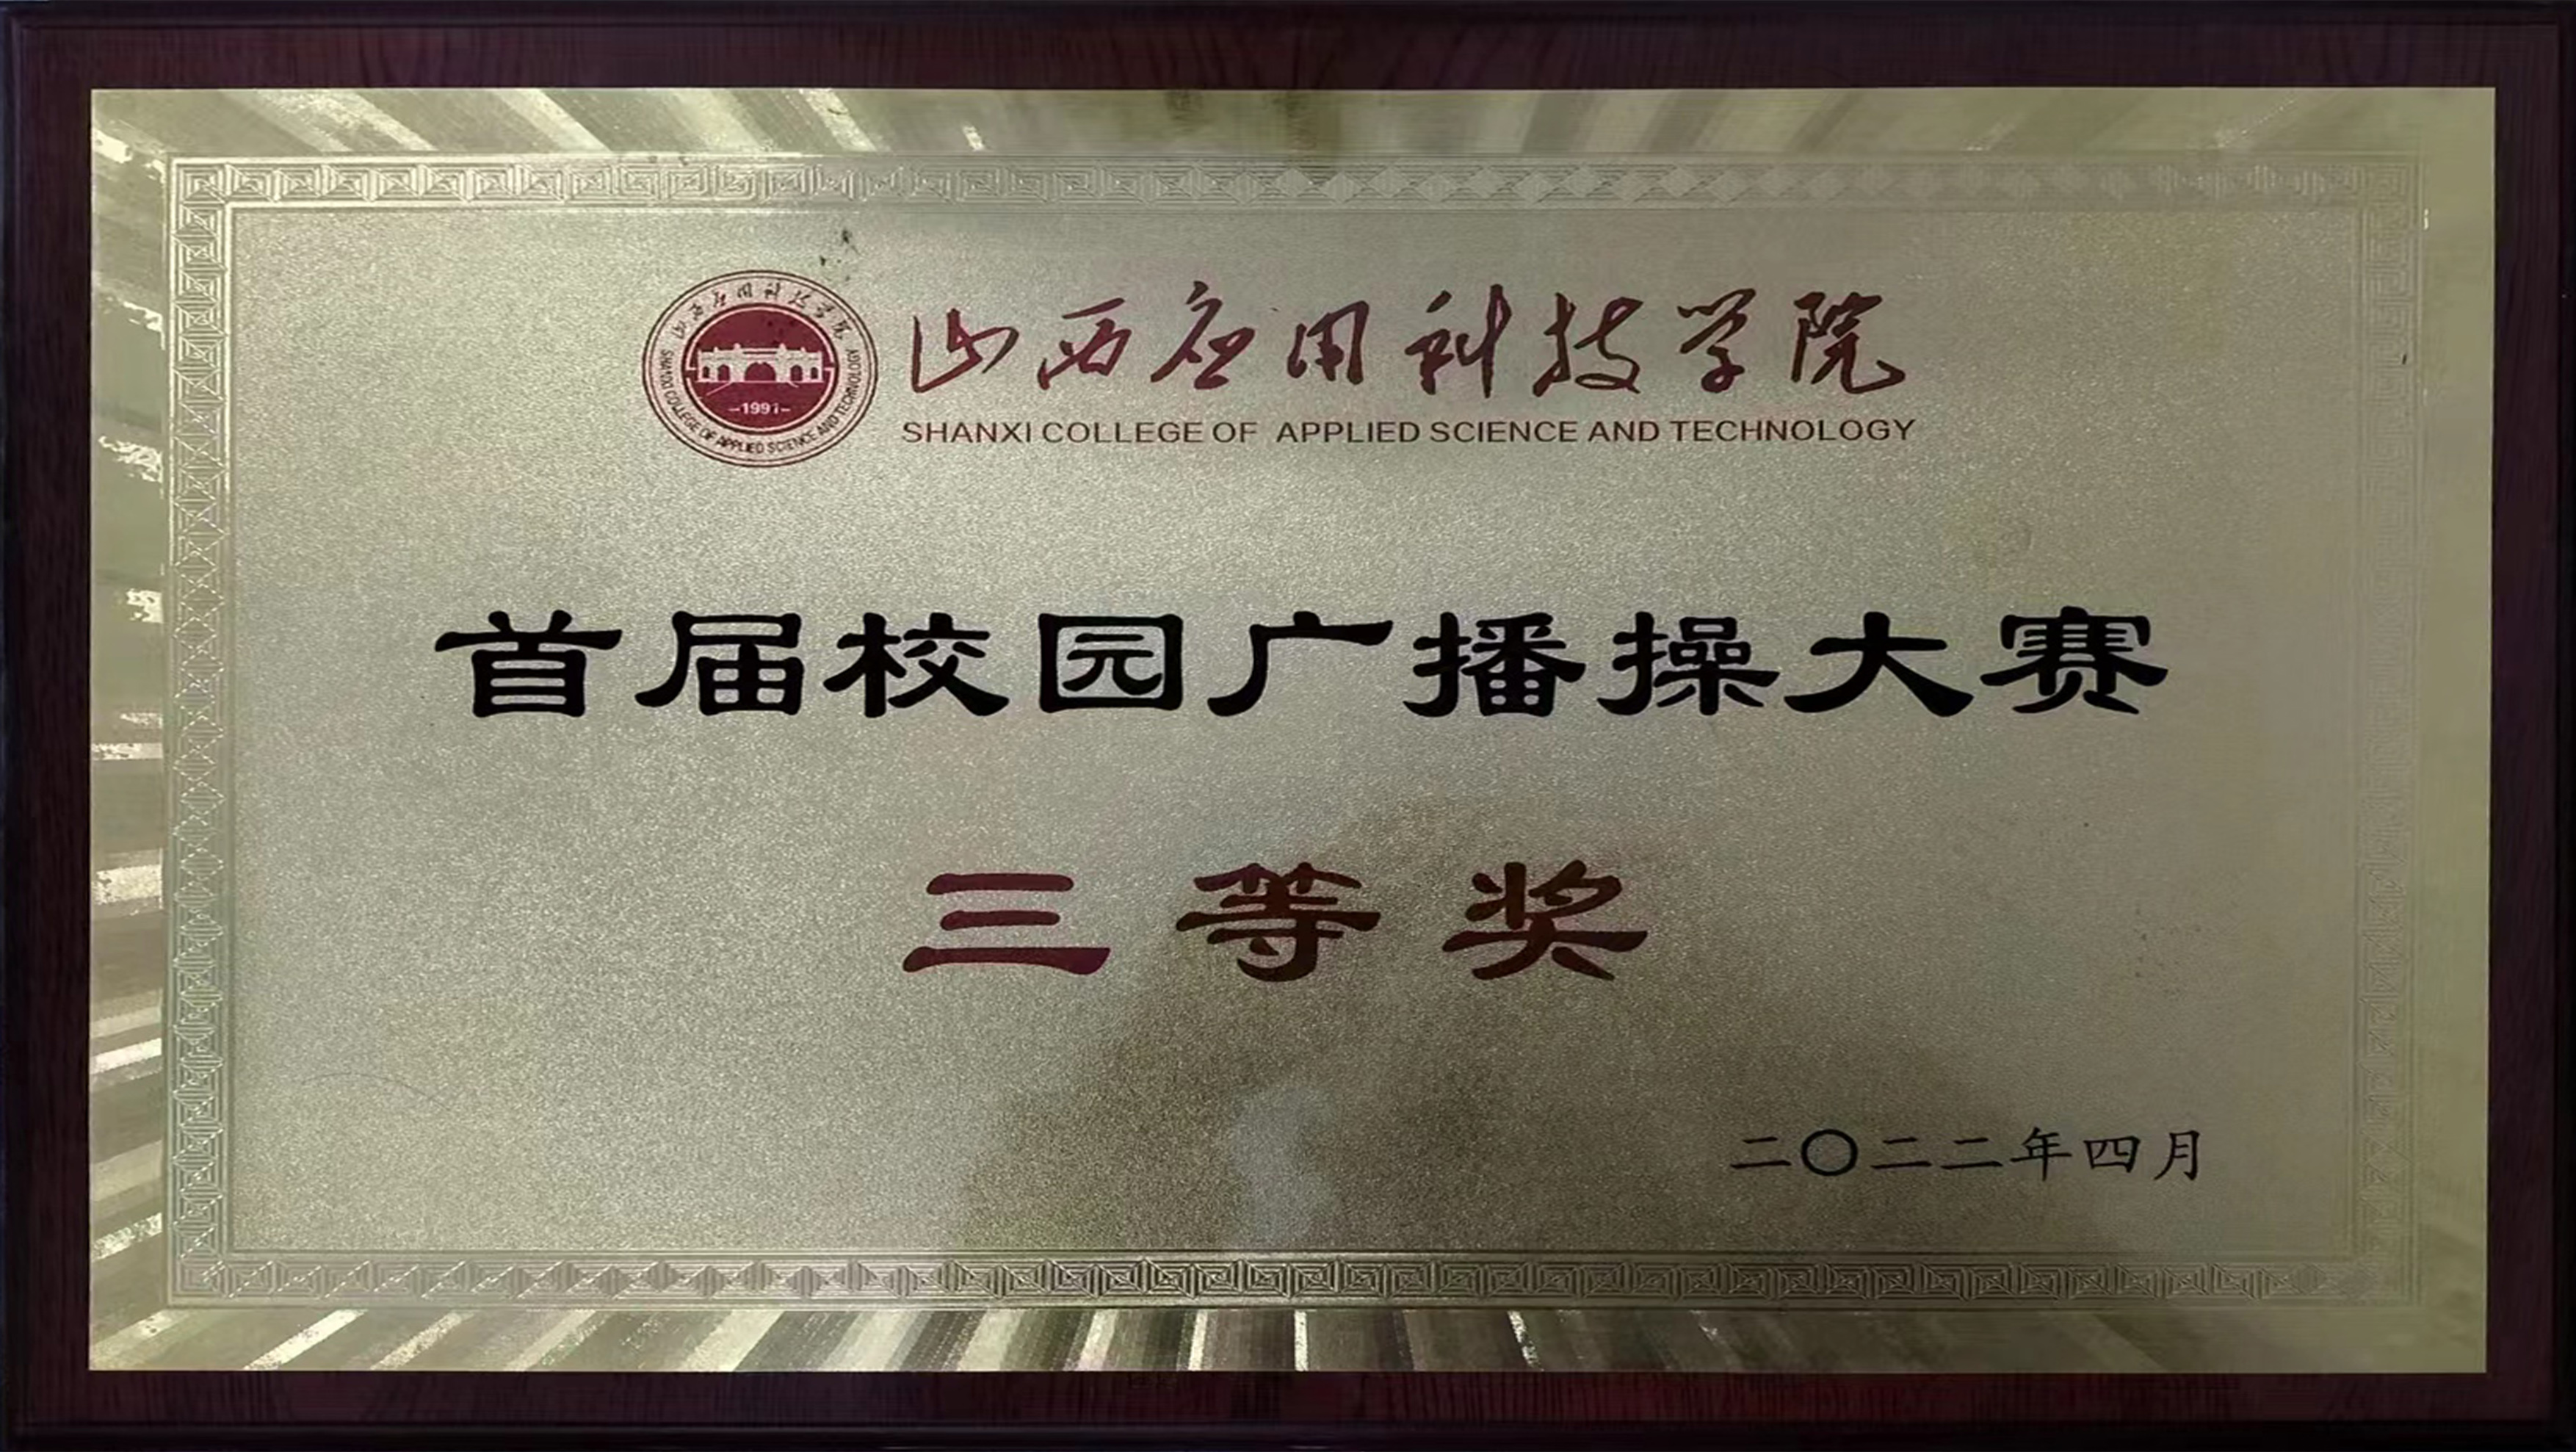 山西应用科技学院
SHANXI COLLEGE OF APPLIED SCIENCE AND TECHNOLOGY
山西应用科技学院
SHANXI COLLEGE OF APPLIED SCIENCE AND TECHNOLOGY
-1991-
首届校园广播操大赛
三等奖
二〇二二年四月